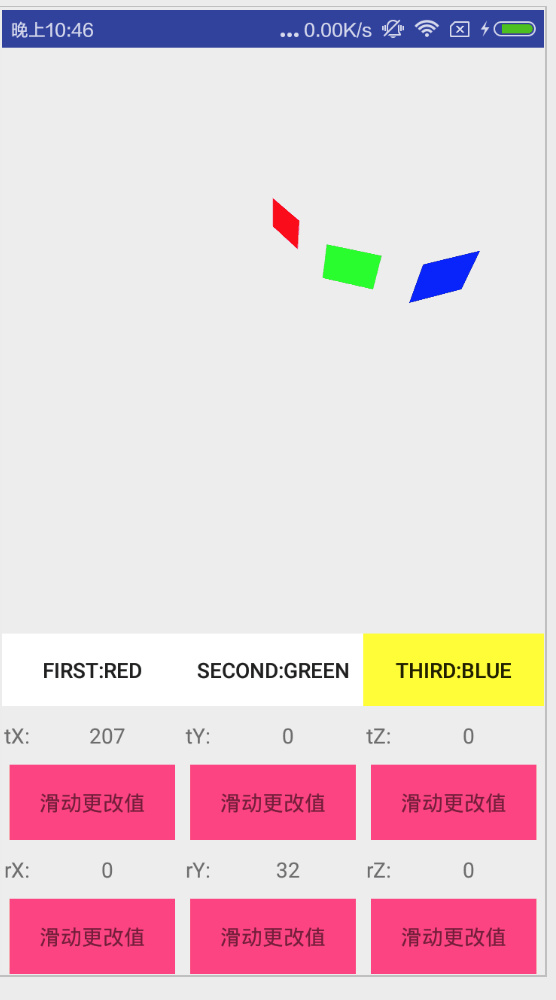 晚上10:46 ... 0.00K/s
FIRST:RED SECOND:GREEN THIRD:BLUE
tX: 207 tY: 0 tZ: 0
滑动更改值 滑动更改值 滑动更改值
rX: 0 rY: 32 rZ: 0
滑动更改值 滑动更改值 滑动更改值